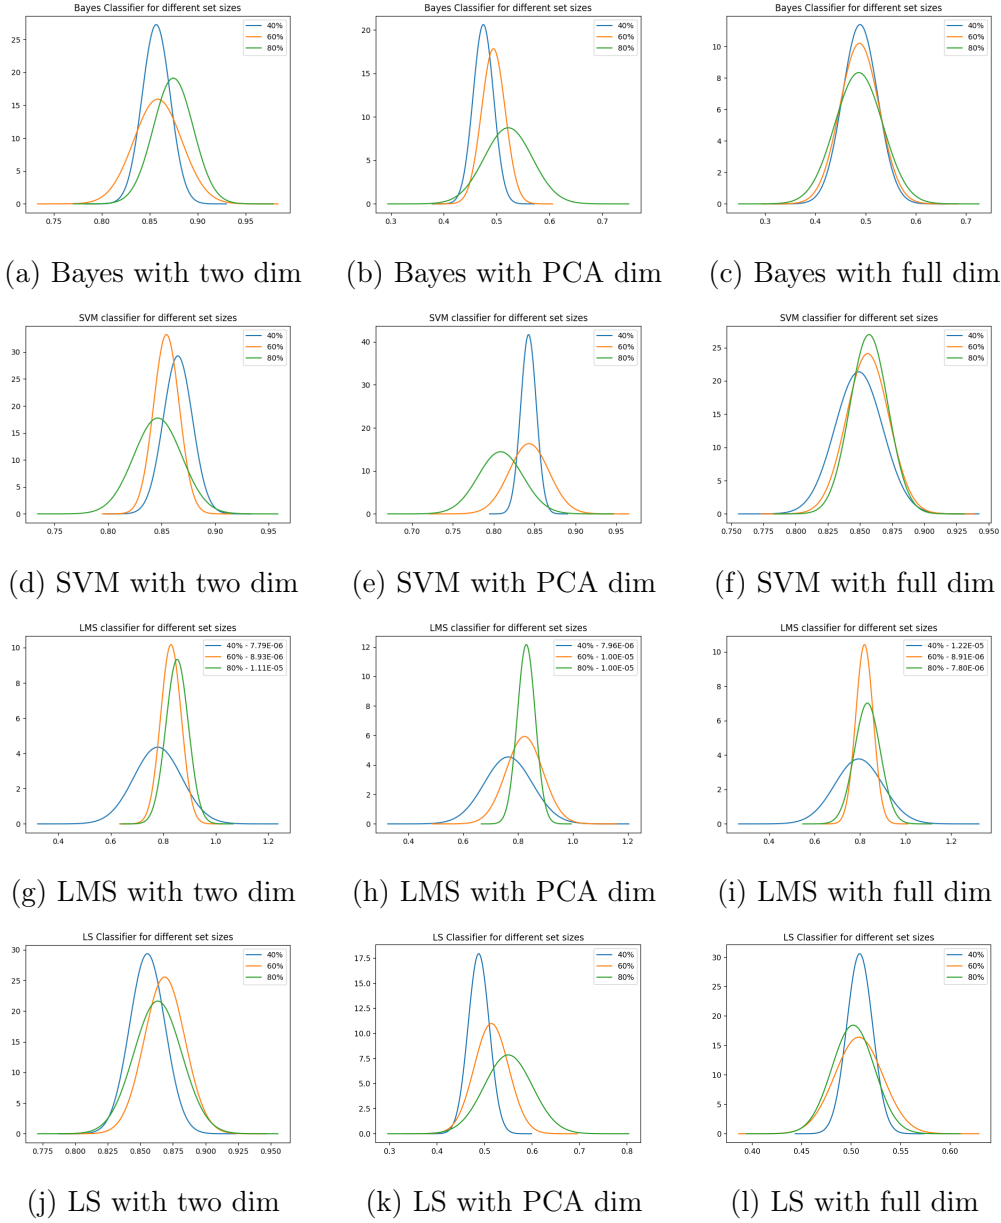 Bayes Classifier for different set sizes
40%
60%
80%
25
20
15
10
5
0
0.75 0.80 0.85 0.90 0.95
(a) Bayes with two dim
Bayes Classifier for different set sizes
40%
60%
80%
20
15
10
5
0
0.3 0.4 0.5 0.6 0.7
(b) Bayes with PCA dim
Bayes Classifier for different set sizes
40%
60%
80%
10
8
6
4
2
0
0.3 0.4 0.5 0.6 0.7
(c) Bayes with full dim
SVM classifier for different set sizes
40%
60%
80%
30
25
20
15
10
5
0
0.75 0.80 0.85 0.90 0.95
(d) SVM with two dim
SVM classifier for different set sizes
40%
60%
80%
40
30
20
10
0
0.70 0.75 0.80 0.85 0.90 0.95
(e) SVM with PCA dim
SVM classifier for different set sizes
40%
60%
80%
25
20
15
10
5
0
0.750 0.775 0.800 0.825 0.850 0.875 0.900 0.925 0.950
(f) SVM with full dim
LMS classifier for different set sizes
40% - 7.79E-06
60% - 8.93E-06
80% - 1.11E-05
10
8
6
4
2
0
0.4 0.6 0.8 1.0 1.2
(g) LMS with two dim
LMS classifier for different set sizes
40% - 7.96E-06
60% - 1.00E-05
80% - 1.00E-05
12
10
8
6
4
2
0
0.4 0.6 0.8 1.0 1.2
(h) LMS with PCA dim
LMS classifier for different set sizes
40% - 1.22E-05
60% - 8.91E-06
80% - 7.80E-06
10
8
6
4
2
0
0.4 0.6 0.8 1.0 1.2
(i) LMS with full dim
LS Classifier for different set sizes
40%
60%
80%
30
25
20
15
10
5
0
0.775 0.800 0.825 0.850 0.875 0.900 0.925 0.950
(j) LS with two dim
LS Classifier for different set sizes
40%
60%
80%
17.5
15.0
12.5
10.0
7.5
5.0
2.5
0.0
0.3 0.4 0.5 0.6 0.7 0.8
(k) LS with PCA dim
LS Classifier for different set sizes
40%
60%
80%
30
25
20
15
10
5
0
0.40 0.45 0.50 0.55 0.60
(l) LS with full dim